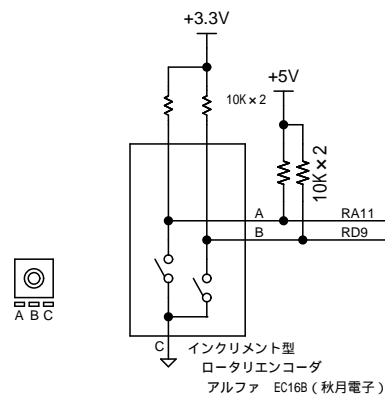 +3.3V
10K×2
+5V
10K×2
A
RA11
B
RD9
A B C
C
インクリメント型
ロータリエンコーダ
アルファ EC16B（秋月電子）